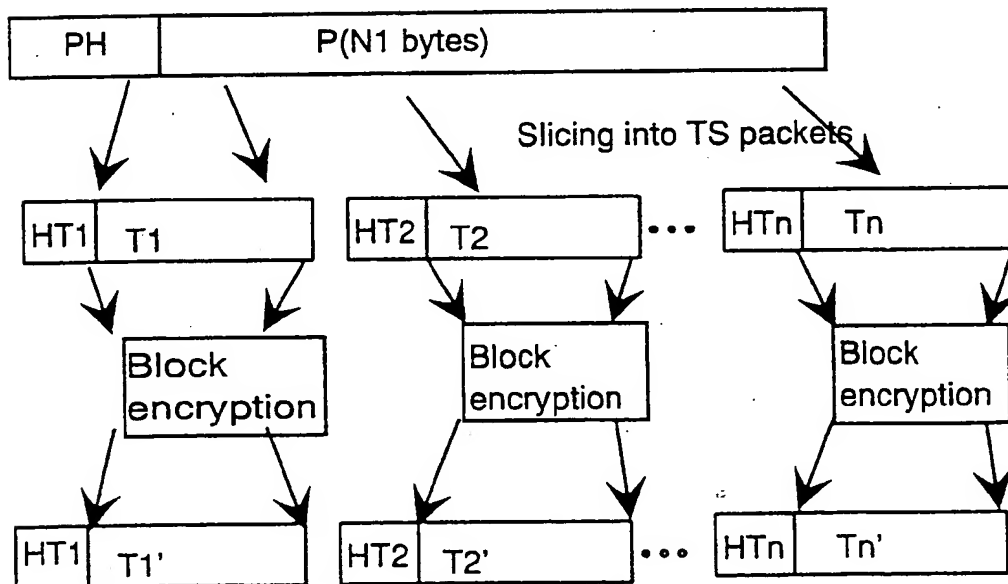 PH P(N1 bytes)
Slicing into TS packets
HT1 T1 HT2 T2 ••• HTn Tn
Block encryption Block encryption Block encryption
HT1 T1' HT2 T2' ••• HTn Tn'